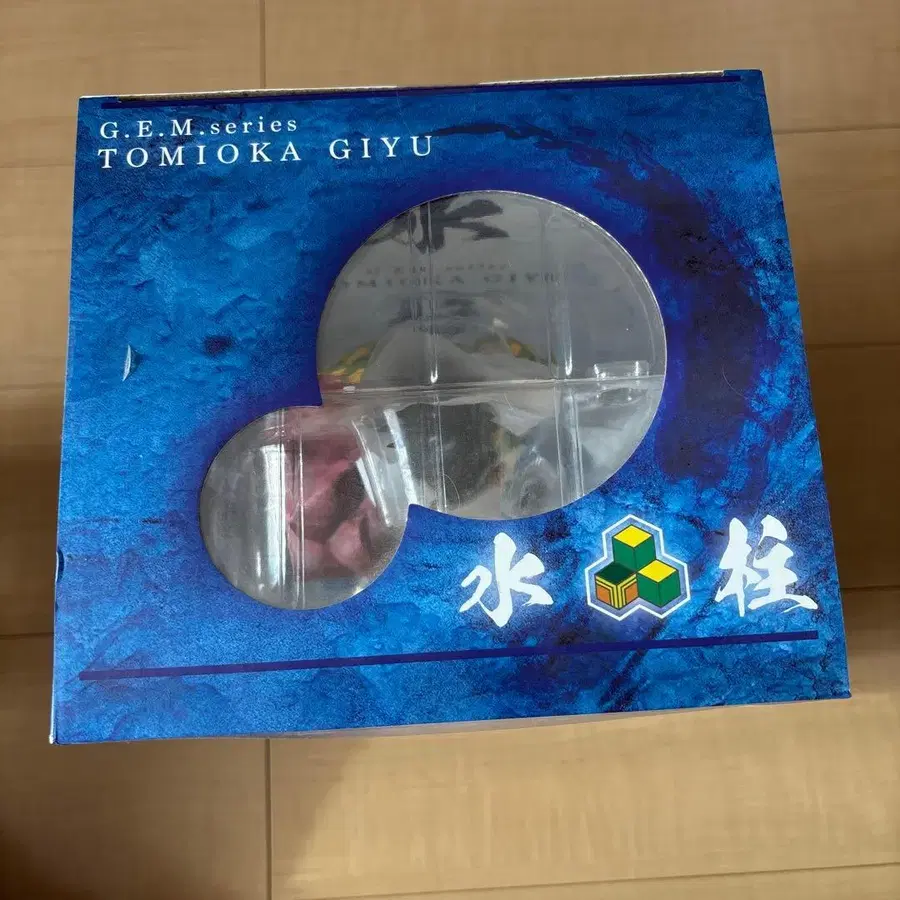 G.E.M.series
TOMIOKA GIYU
水 柱